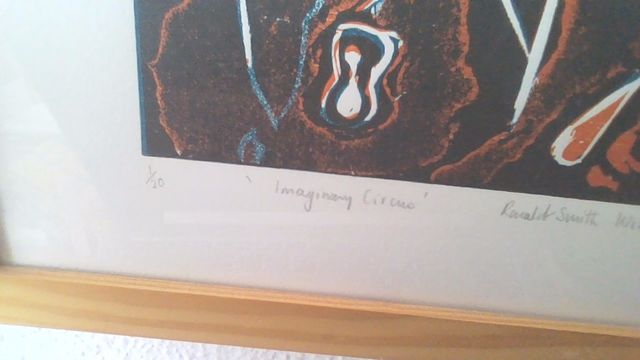 1/20 ' Imaginary Circus ' Ronald Smith